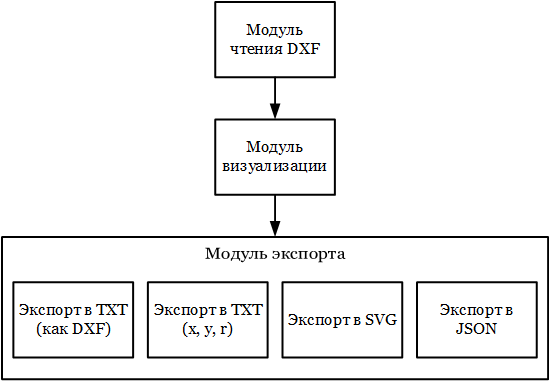 Модуль
чтения DXF
Модуль
визуализации
Модуль экспорта
Экспорт в TXT
(как DXF)
Экспорт в TXT
(x, y, r)
Экспорт в SVG
Экспорт в
JSON